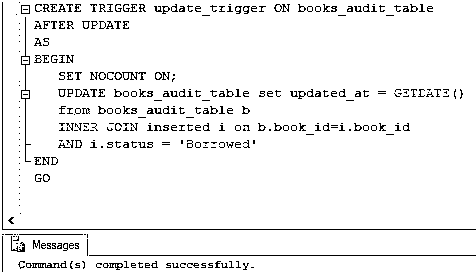 CREATE TRIGGER update_trigger ON books_audit_table
AFTER UPDATE
AS
BEGIN
SET NOCOUNT ON;
UPDATE books_audit_table set updated_at = GETDATE()
from books_audit_table b
INNER JOIN inserted i on b.book_id=i.book_id
AND i.status = 'Borrowed'
END
GO
Messages
Command(s) completed successfully.